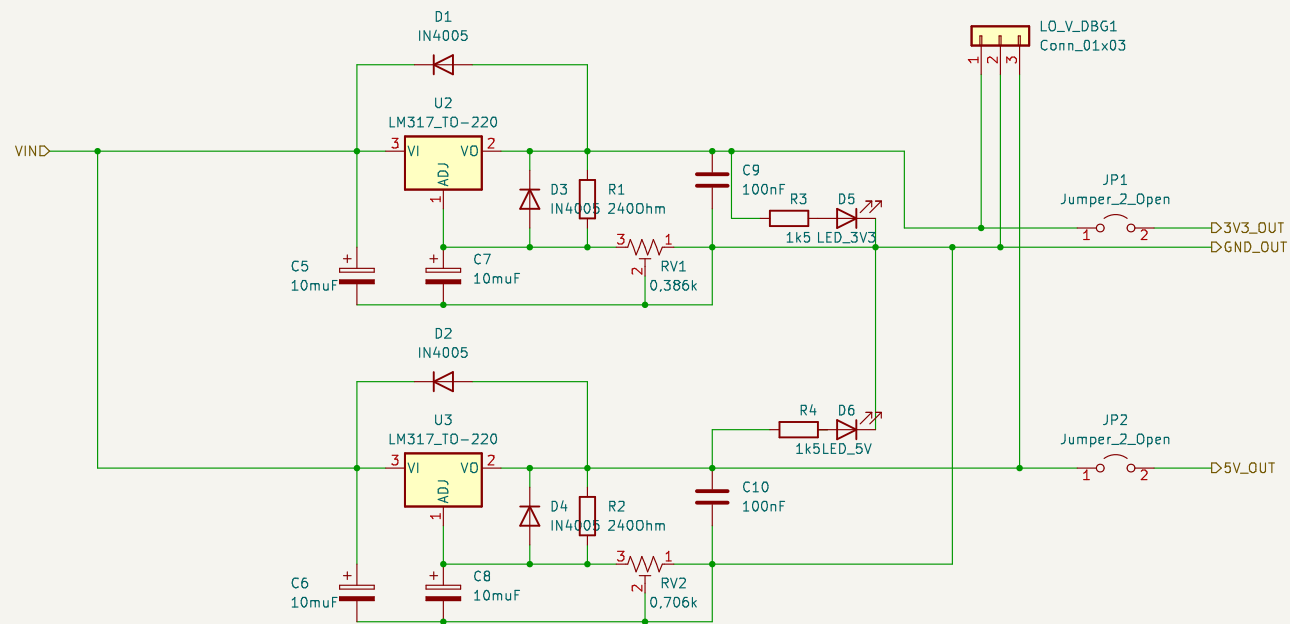 D1
IN4005
LO_V_DBG1
Conn_01x03
1 2 3
U2
LM317_TO-220
VIN
3 VI VO 2
ADJ
1
C9
100nF
D3
IN4005
R1
240Ohm
R3
1k5
D5
LED_3V3
JP1
Jumper_2_Open
1 2
3V3_OUT
GND_OUT
C5
10muF
C7
10muF
3 1
2
RV1
0,386k
D2
IN4005
U3
LM317_TO-220
3 VI VO 2
ADJ
1
R4
1k5
D6
LED_5V
JP2
Jumper_2_Open
1 2
5V_OUT
C10
100nF
D4
IN4005
R2
240Ohm
C6
10muF
C8
10muF
3 1
2
RV2
0,706k